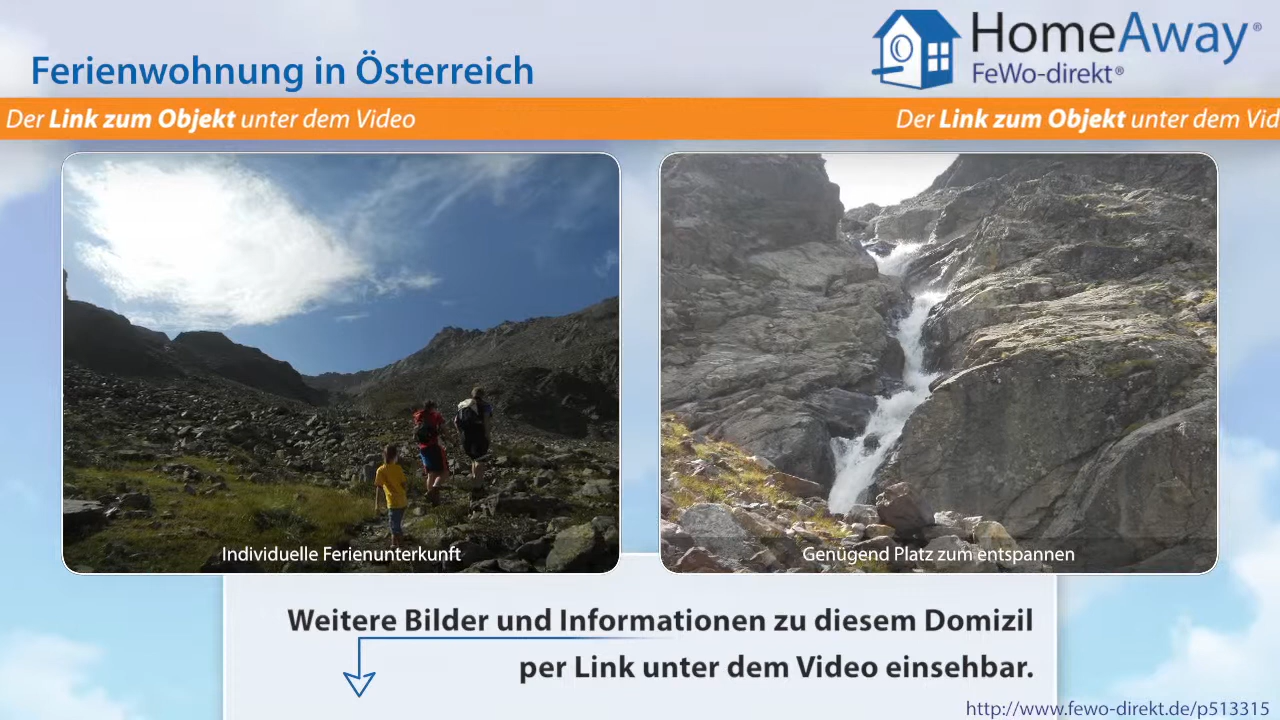 HomeAway®
FeWo-direkt®
Ferienwohnung in Österreich
Der Link zum Objekt unter dem Video
Der Link zum Objekt unter dem Vid
Individuelle Ferienunterkunft
Genügend Platz zum entspannen
Weitere Bilder und Informationen zu diesem Domizil
per Link unter dem Video einsehbar.
http://www.fewo-direkt.de/p513315